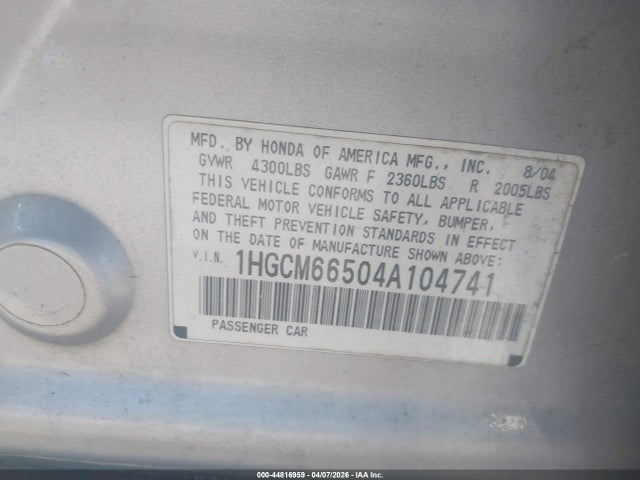 MFD. BY HONDA OF AMERICA MFG., INC. 8/04
GVWR 4300LBS GAWR F 2360LBS R 2005LBS
THIS VEHICLE CONFORMS TO ALL APPLICABLE
FEDERAL MOTOR VEHICLE SAFETY, BUMPER,
AND THEFT PREVENTION STANDARDS IN EFFECT
ON THE DATE OF MANUFACTURE SHOWN ABOVE:
V.I.N. 1HGCM66504A104741
PASSENGER CAR
000-44816959 - 04/07/2026 - IAA Inc.